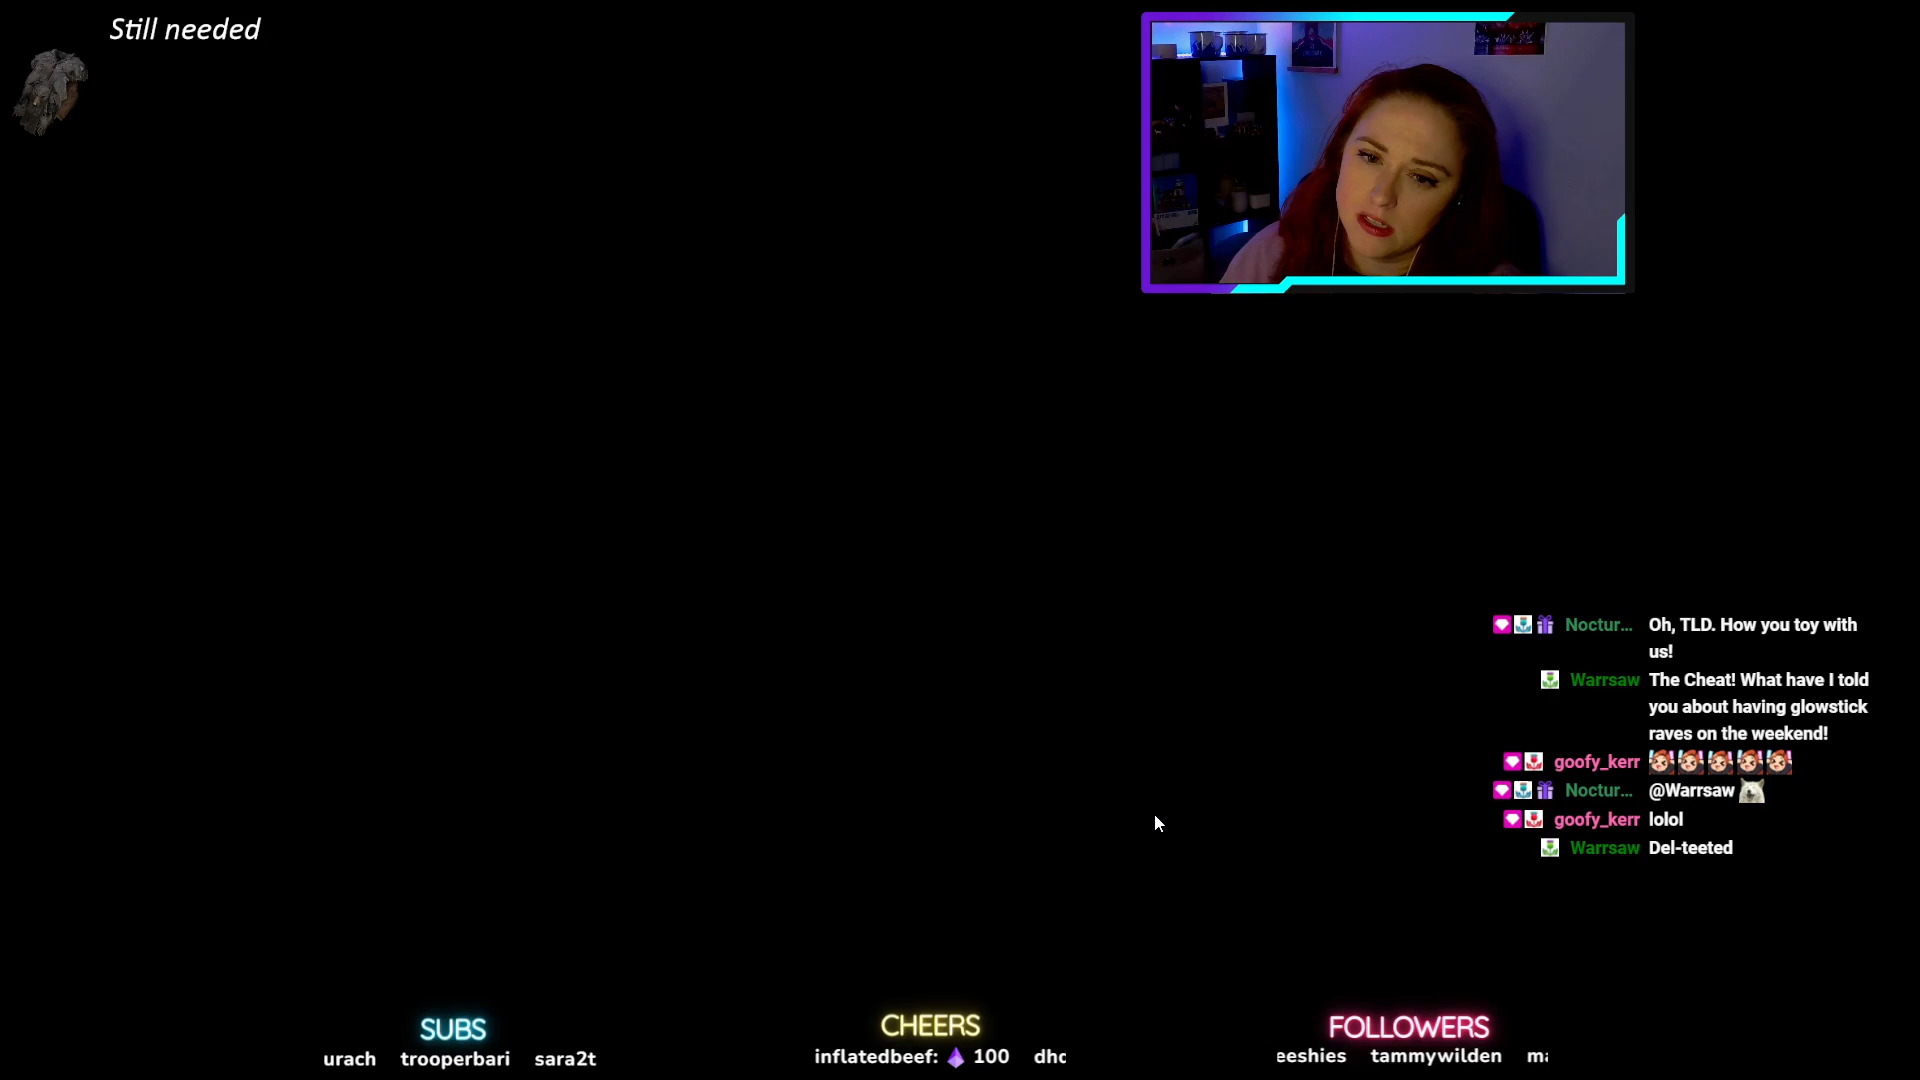 Still needed
Noctur... Oh, TLD. How you toy with
us!
Warrsaw The Cheat! What have I told
you about having glowstick
raves on the weekend!
goofy_kerr
Noctur... @Warrsaw
goofy_kerr lolol
Warrsaw Del-teeted
SUBS
urach trooperbari sara2t
CHEERS
inflatedbeef: 100 dhc
FOLLOWERS
eeshies tammywilden ma